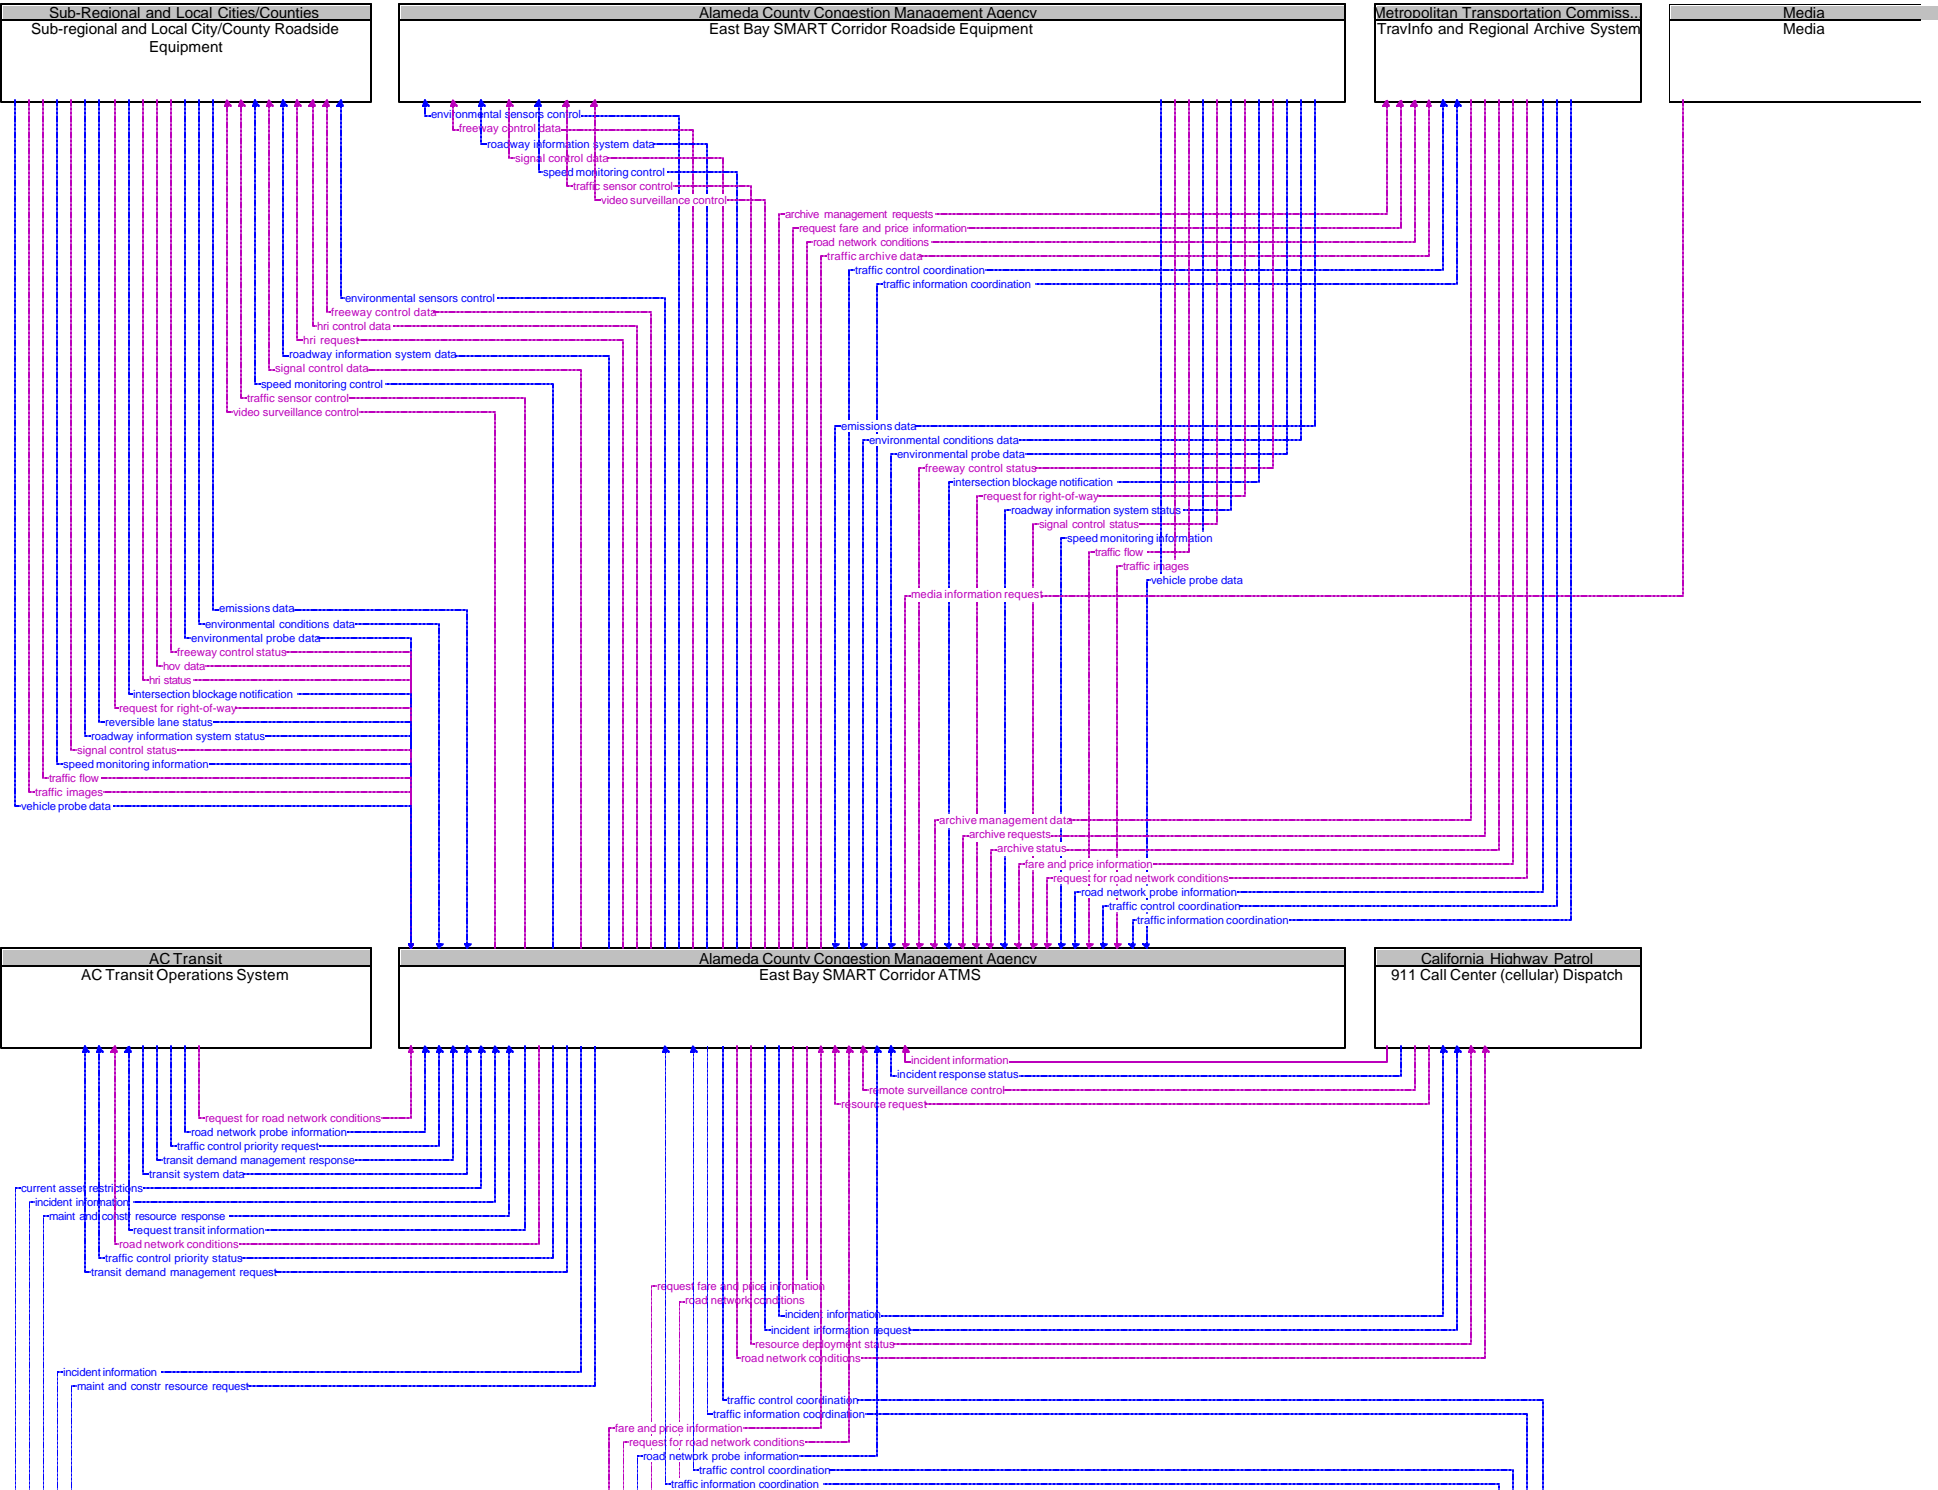 Sub-Regional and Local Cities/Counties
Sub-regional and Local City/County Roadside
Equipment
Alameda County Congestion Management Agency
East Bay SMART Corridor Roadside Equipment
Metropolitan Transportation Commiss...
TravInfo and Regional Archive System
Media
Media
environmental sensors control
freeway control data
roadway information system data
signal control data
speed monitoring control
traffic sensor control
video surveillance control
archive management requests
request fare and price information
road network conditions
traffic archive data
traffic control coordination
traffic information coordination
environmental sensors control
freeway control data
hri control data
hri request
roadway information system data
signal control data
speed monitoring control
traffic sensor control
video surveillance control
emissions data
environmental conditions data
environmental probe data
freeway control status
intersection blockage notification
request for right-of-way
roadway information system status
signal control status
speed monitoring information
traffic flow
traffic images
vehicle probe data
media information request
emissions data
environmental conditions data
environmental probe data
freeway control status
hov data
hri status
intersection blockage notification
request for right-of-way
reversible lane status
roadway information system status
signal control status
speed monitoring information
traffic flow
traffic images
vehicle probe data
archive management data
archive requests
archive status
fare and price information
request for road network conditions
road network probe information
traffic control coordination
traffic information coordination
AC Transit
AC Transit Operations System
Alameda County Congestion Management Agency
East Bay SMART Corridor ATMS
California Highway Patrol
911 Call Center (cellular) Dispatch
incident information
incident response status
remote surveillance control
resource request
request for road network conditions
road network probe information
traffic control priority request
transit demand management response
transit system data
current asset restrictions
incident information
maint and constr resource response
request transit information
road network conditions
traffic control priority status
transit demand management request
request fare and price information
road network conditions
incident information
incident information request
resource deployment status
road network conditions
incident information
maint and constr resource request
traffic control coordination
traffic information coordination
fare and price information
request for road network conditions
road network probe information
traffic control coordination
traffic information coordination